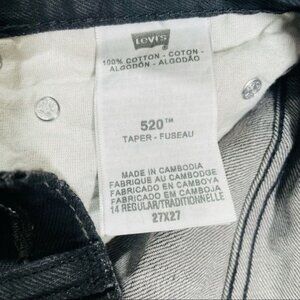 LEVI'S
100% COTTON - COTON -
ALGODÓN - ALGODÃO
520™
TAPER - FUSEAU
MADE IN CAMBODIA
FABRIQUE AU CAMBODGE
FABRICADO EN CAMBOYA
FABRICADO EM CAMBOJA
14 REGULAR/TRADITIONNELLE
27X27